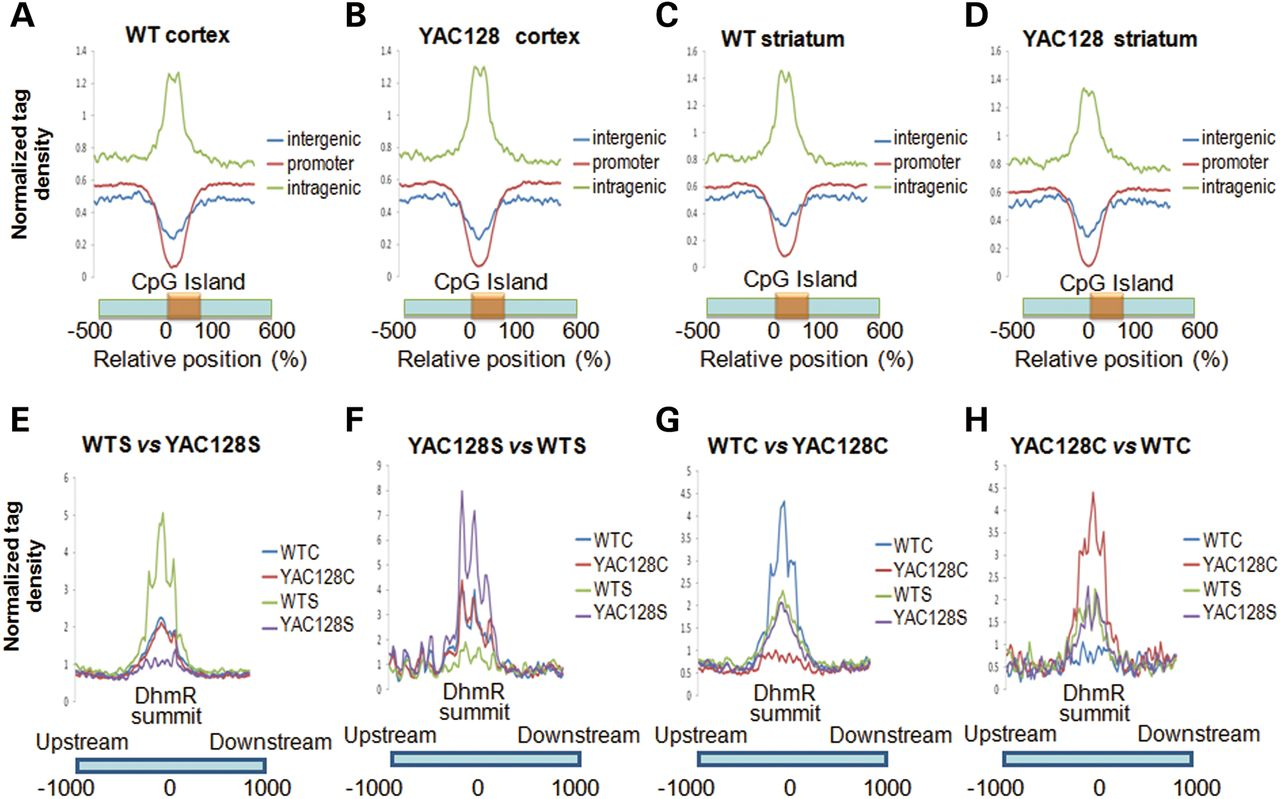 A
WT cortex
Normalized tag
density
1.4
1.2
1
0.8
0.6
0.4
0.2
0
intergenic
promoter
intragenic
CpG Island
-500 0 100 600
Relative position (%)
B
YAC128 cortex
1.4
1.2
1
0.8
0.6
0.4
0.2
0
intergenic
promoter
intragenic
CpG Island
-500 0 100 600
Relative position (%)
C
WT striatum
1.6
1.4
1.2
1
0.8
0.6
0.4
0.2
0
intergenic
promoter
intragenic
CpG Island
-500 0 100 600
Relative position (%)
D
YAC128 striatum
1.6
1.4
1.2
1
0.8
0.6
0.4
0.2
0
intergenic
promoter
intragenic
CpG Island
-500 0 100 600
Relative position (%)
E
WTS vs YAC128S
Normalized tag
density
6
5
4
3
2
1
0
WTC
YAC128C
WTS
YAC128S
DhmR
summit
Upstream Downstream
-1000 0 1000
F
YAC128S vs WTS
9
8
7
6
5
4
3
2
1
0
WTC
YAC128C
WTS
YAC128S
DhmR
summit
Upstream Downstream
-1000 0 1000
G
WTC vs YAC128C
5
4.5
4
3.5
3
2.5
2
1.5
1
0.5
0
WTC
YAC128C
WTS
YAC128S
DhmR
summit
Upstream Downstream
-1000 0 1000
H
YAC128C vs WTC
5
4.5
4
3.5
3
2.5
2
1.5
1
0.5
0
WTC
YAC128C
WTS
YAC128S
DhmR
summit
Upstream Downstream
-1000 0 1000